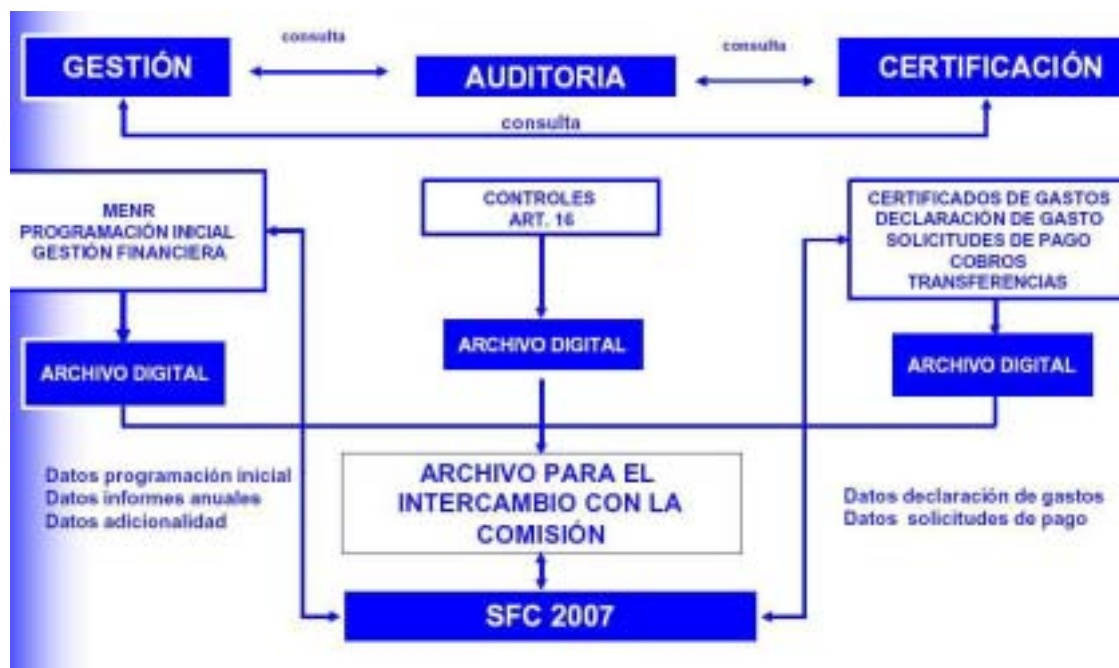 consulta
consulta
GESTIÓN
AUDITORIA
CERTIFICACIÓN
consulta
MENR
PROGRAMACIÓN INICIAL
GESTIÓN FINANCIERA
CONTROLES
ART. 16
CERTIFICADOS DE GASTOS
DECLARACIÓN DE GASTO
SOLICITUDES DE PAGO
COBROS
TRANSFERENCIAS
ARCHIVO DIGITAL
ARCHIVO DIGITAL
ARCHIVO DIGITAL
Datos programación inicial
Datos informes anuales
Datos adicionalidad
ARCHIVO PARA EL
INTERCAMBIO CON LA
COMISIÓN
Datos declaración de gastos
Datos solicitudes de pago
SFC 2007